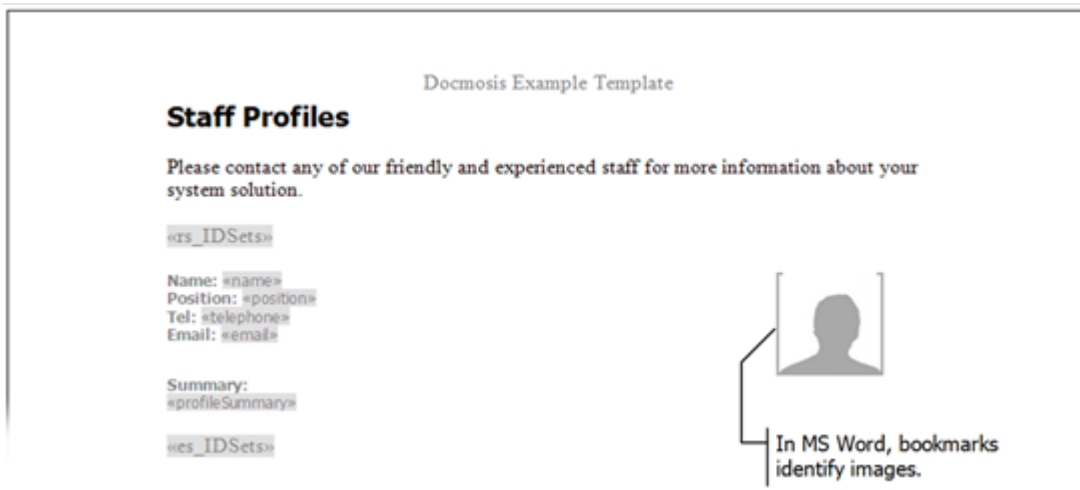 Docmosis Example Template
Staff Profiles
Please contact any of our friendly and experienced staff for more information about your
system solution.
«rs_IDSets»
Name: «name»
Position: «position»
Tel: «telephone»
Email: «email»
Summary:
«profileSummary»
«es_IDSets»
In MS Word, bookmarks
identify images.